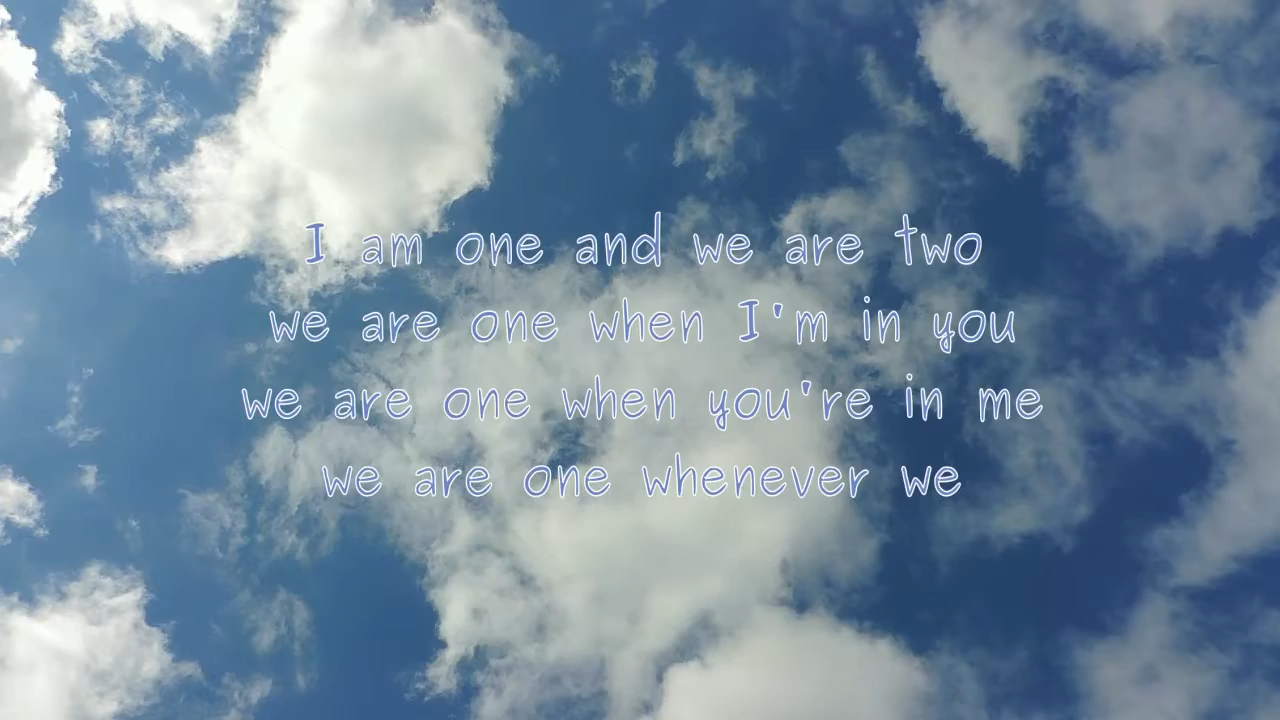 I am one and we are two
we are one when I'm in you
we are one when you're in me
we are one whenever we